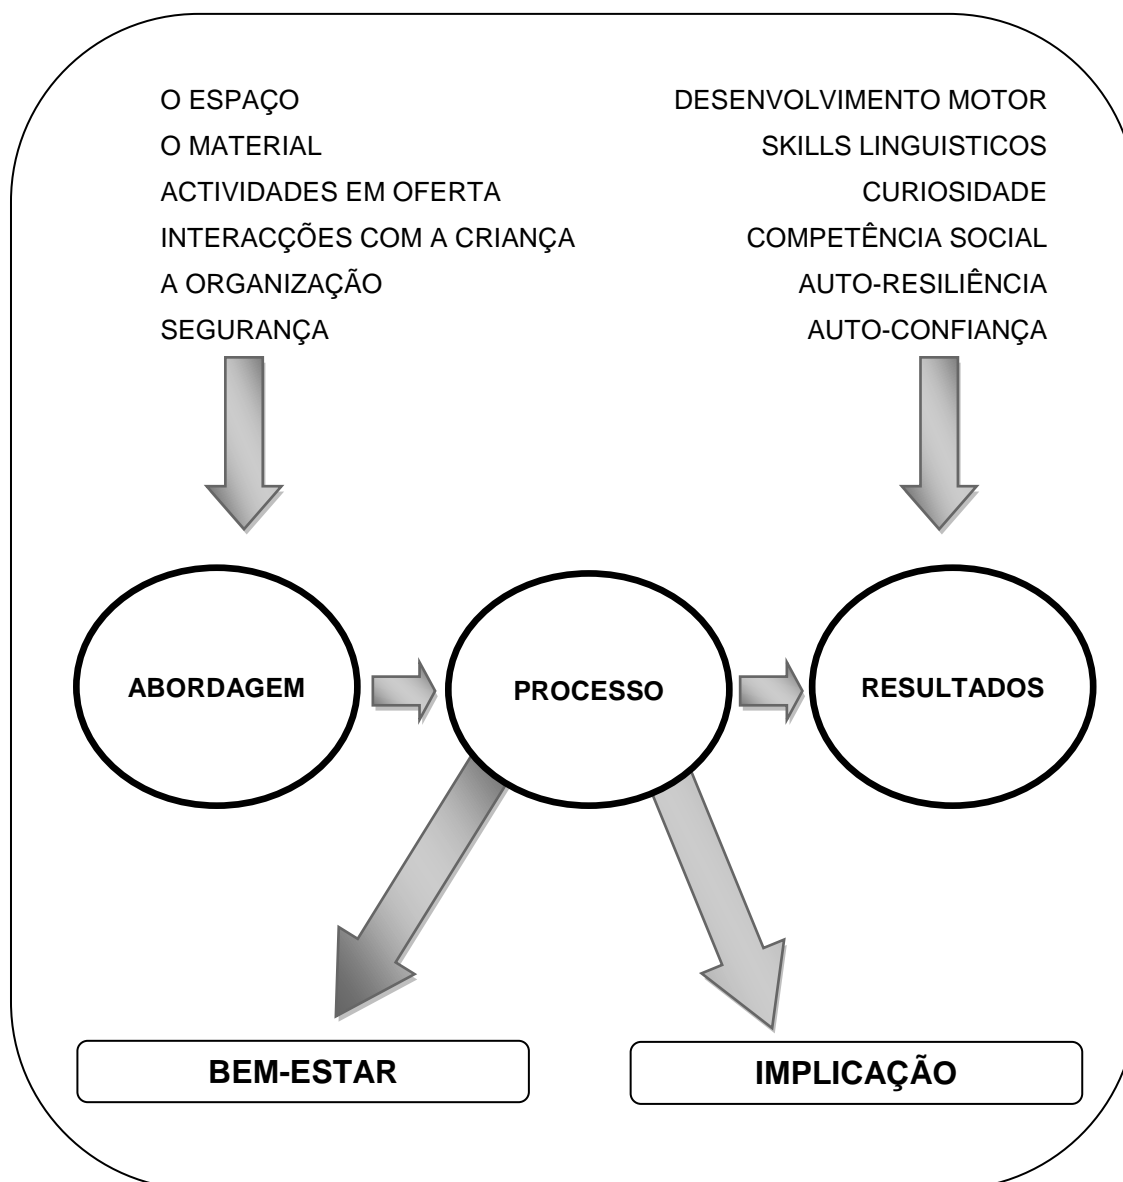 O ESPAÇO
O MATERIAL
ACTIVIDADES EM OFERTA
INTERACÇÕES COM A CRIANÇA
A ORGANIZAÇÃO
SEGURANÇA
DESENVOLVIMENTO MOTOR
SKILLS LINGUISTICOS
CURIOSIDADE
COMPETÊNCIA SOCIAL
AUTO-RESILIÊNCIA
AUTO-CONFIANÇA
ABORDAGEM
PROCESSO
RESULTADOS
BEM-ESTAR
IMPLICAÇÃO